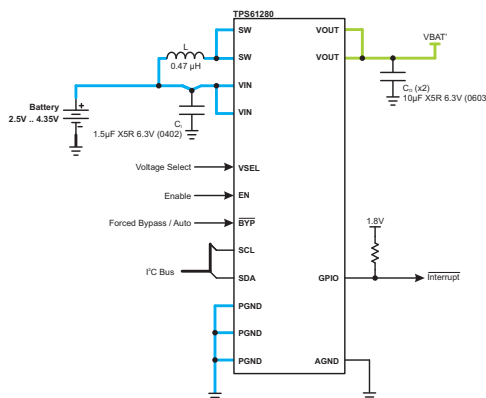 TPS61280
SW
VOUT
VBAT'
L
SW
VOUT
0.47 µH
VIN
Battery
2.5V .. 4.35V
+
−
VIN
C
1.5µF X5R 6.3V (0402)
C (x2)
10µF X5R 6.3V (0603
Voltage Select
VSEL
Enable
EN
Forced Bypass / Auto
BYP
1.8V
SCL
I²C Bus
SDA
GPIO
Interrupt
PGND
PGND
PGND
AGND